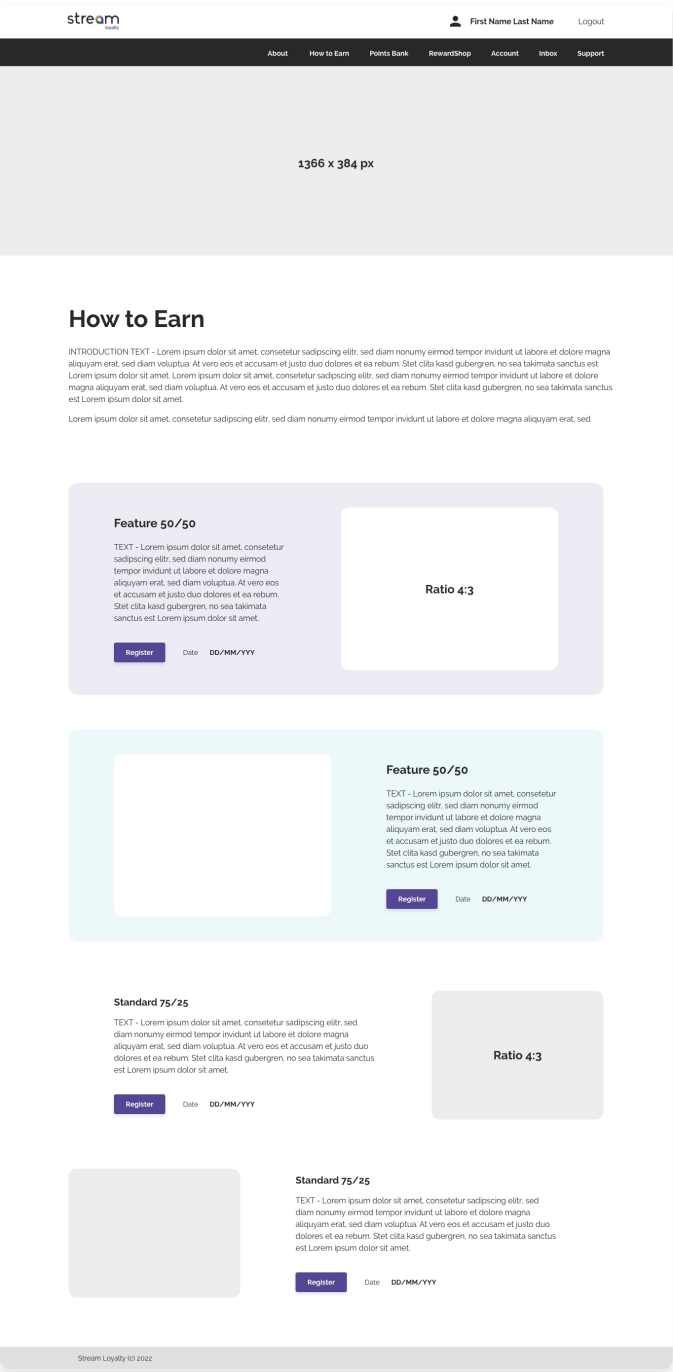 stream
loyalty
First Name Last Name Logout
About How to Earn Points Bank RewardShop Account Inbox Support
1366 x 384 px
How to Earn
INTRODUCTION TEXT - Lorem ipsum dolor sit amet, consetetur sadipscing elitr, sed diam nonumy eirmod tempor invidunt ut labore et dolore magna
aliquyam erat, sed diam voluptua. At vero eos et accusam et justo duo dolores et ea rebum. Stet clita kasd gubergren, no sea takimata sanctus est
Lorem ipsum dolor sit amet. Lorem ipsum dolor sit amet, consetetur sadipscing elitr, sed diam nonumy eirmod tempor invidunt ut labore et dolore
magna aliquyam erat, sed diam voluptua. At vero eos et accusam et justo duo dolores et ea rebum. Stet clita kasd gubergren, no sea takimata sanctus
est Lorem ipsum dolor sit amet.
Lorem ipsum dolor sit amet, consetetur sadipscing elitr, sed diam nonumy eirmod tempor invidunt ut labore et dolore magna aliquyam erat, sed
Feature 50/50
TEXT - Lorem ipsum dolor sit amet, consetetur
sadipscing elitr, sed diam nonumy eirmod
tempor invidunt ut labore et dolore magna
aliquyam erat, sed diam voluptua. At vero eos
et accusam et justo duo dolores et ea rebum.
Stet clita kasd gubergren, no sea takimata
sanctus est Lorem ipsum dolor sit amet.
Register Date DD/MM/YYY
Ratio 4:3
Feature 50/50
TEXT - Lorem ipsum dolor sit amet, consetetur
sadipscing elitr, sed diam nonumy eirmod
tempor invidunt ut labore et dolore magna
aliquyam erat, sed diam voluptua. At vero eos
et accusam et justo duo dolores et ea rebum.
Stet clita kasd gubergren, no sea takimata
sanctus est Lorem ipsum dolor sit amet.
Register Date DD/MM/YYY
Standard 75/25
TEXT - Lorem ipsum dolor sit amet, consetetur sadipscing elitr, sed
diam nonumy eirmod tempor invidunt ut labore et dolore magna
aliquyam erat, sed diam voluptua. At vero eos et accusam et justo duo
dolores et ea rebum. Stet clita kasd gubergren, no sea takimata sanctus
est Lorem ipsum dolor sit amet.
Register Date DD/MM/YYY
Ratio 4:3
Standard 75/25
TEXT - Lorem ipsum dolor sit amet, consetetur sadipscing elitr, sed
diam nonumy eirmod tempor invidunt ut labore et dolore magna
aliquyam erat, sed diam voluptua. At vero eos et accusam et justo duo
dolores et ea rebum. Stet clita kasd gubergren, no sea takimata sanctus
est Lorem ipsum dolor sit amet.
Register Date DD/MM/YYY
Stream Loyalty (c) 2022